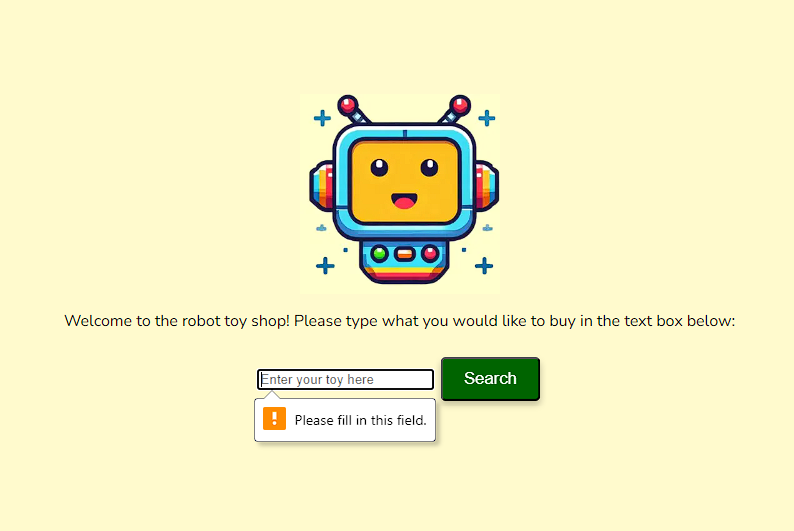 Welcome to the robot toy shop! Please type what you would like to buy in the text box below:
Enter your toy here
Search
Please fill in this field.